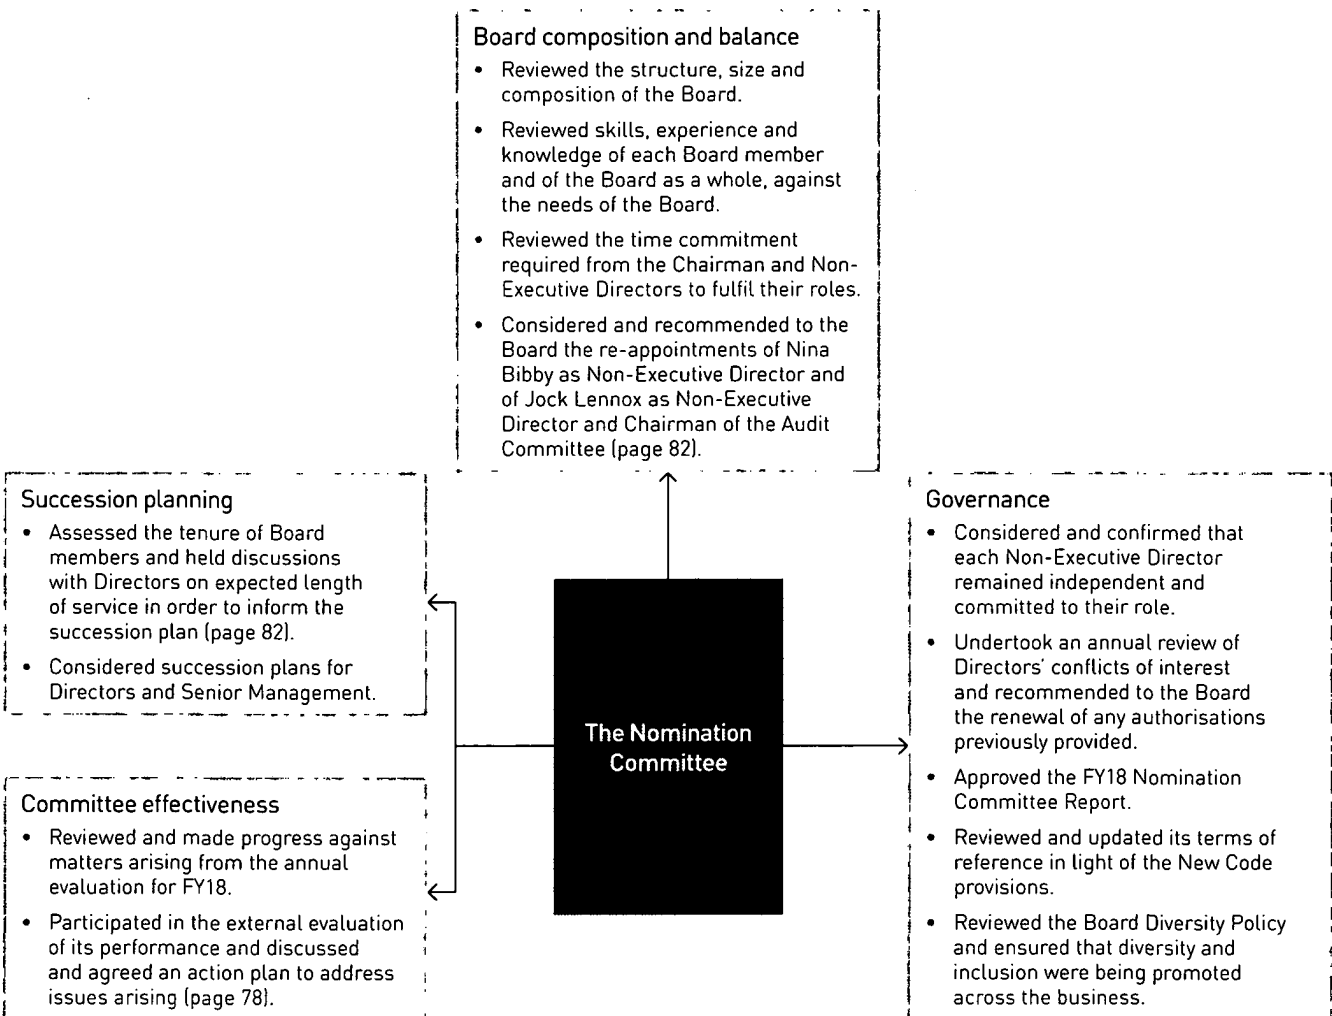 Board composition and balance
• Reviewed the structure, size and
composition of the Board.
• Reviewed skills, experience and
knowledge of each Board member
and of the Board as a whole, against
the needs of the Board.
• Reviewed the time commitment
required from the Chairman and Non-
Executive Directors to fulfil their roles.
• Considered and recommended to the
Board the re-appointments of Nina
Bibby as Non-Executive Director and
of Jock Lennox as Non-Executive
Director and Chairman of the Audit
Committee (page 82).
Succession planning
• Assessed the tenure of Board
members and held discussions
with Directors on expected length
of service in order to inform the
succession plan (page 82).
• Considered succession plans for
Directors and Senior Management.
Committee effectiveness
• Reviewed and made progress against
matters arising from the annual
evaluation for FY18.
• Participated in the external evaluation
of its performance and discussed
and agreed an action plan to address
issues arising (page 78).
The Nomination
Committee
Governance
• Considered and confirmed that
each Non-Executive Director
remained independent and
committed to their role.
• Undertook an annual review of
Directors' conflicts of interest
and recommended to the Board
the renewal of any authorisations
previously provided.
• Approved the FY18 Nomination
Committee Report.
• Reviewed and updated its terms of
reference in light of the New Code
provisions.
• Reviewed the Board Diversity Policy
and ensured that diversity and
inclusion were being promoted
across the business.